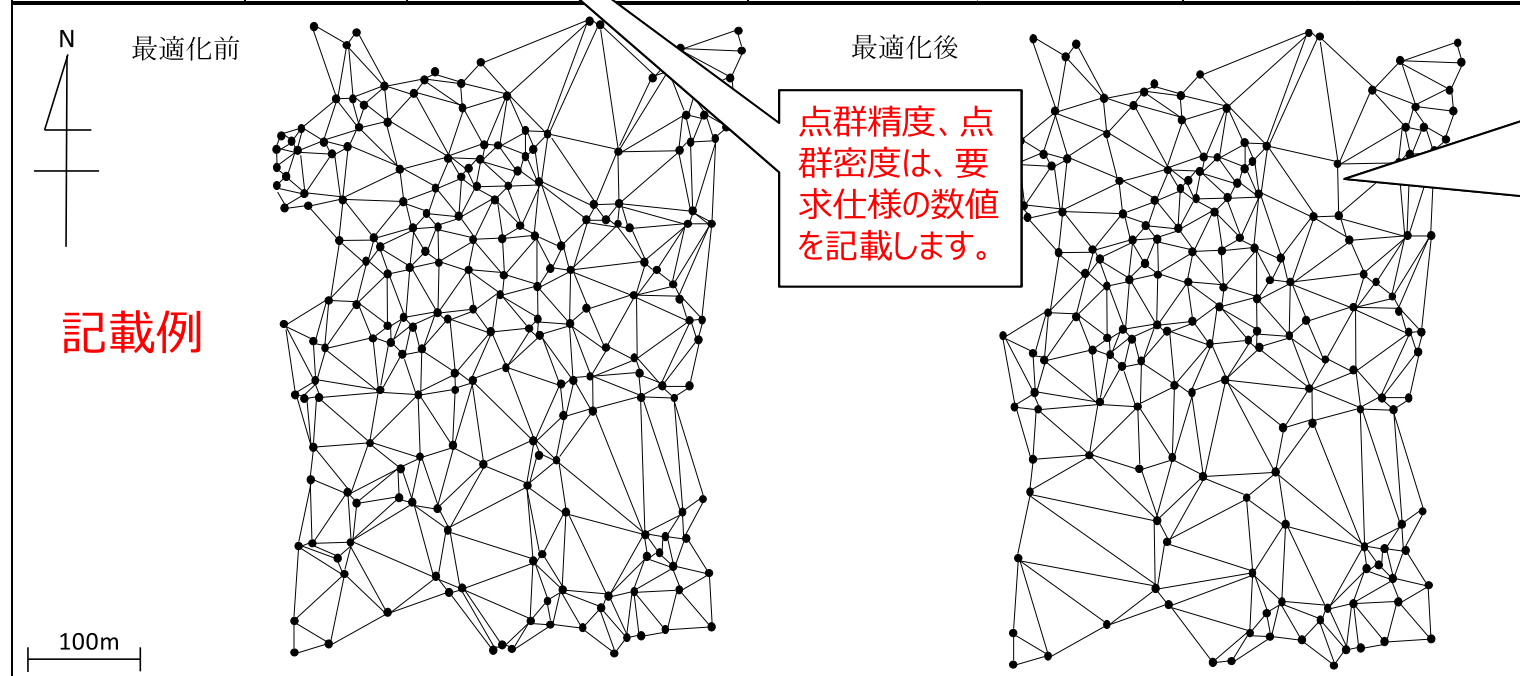 N
最適化前
最適化後
点群精度、点
群密度は、要
求仕様の数値
を記載します。
記載例
100m